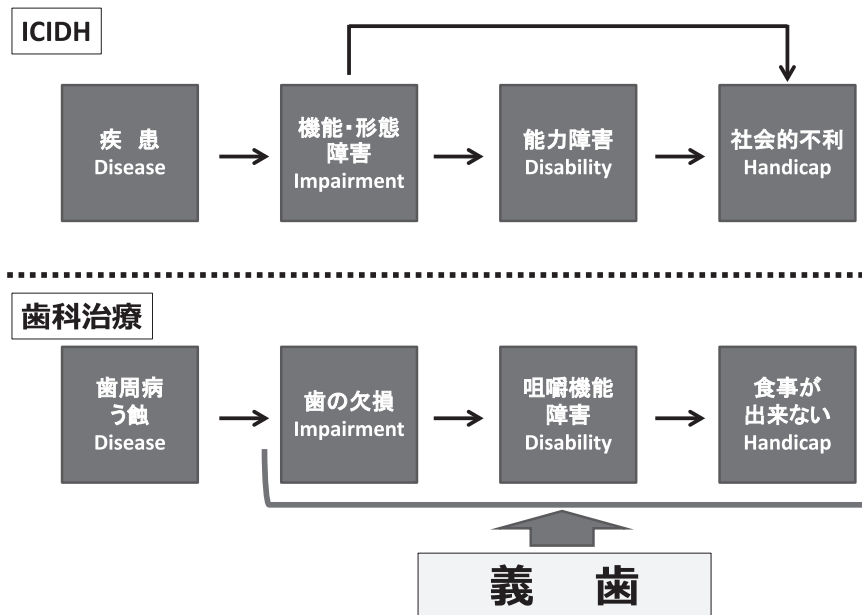 ICIDH
疾 患
Disease
機能・形態
障害
Impairment
能力障害
Disability
社会的不利
Handicap
歯科治療
歯周病
う蝕
Disease
歯の欠損
Impairment
咀嚼機能
障害
Disability
食事が
出来ない
Handicap
義 歯